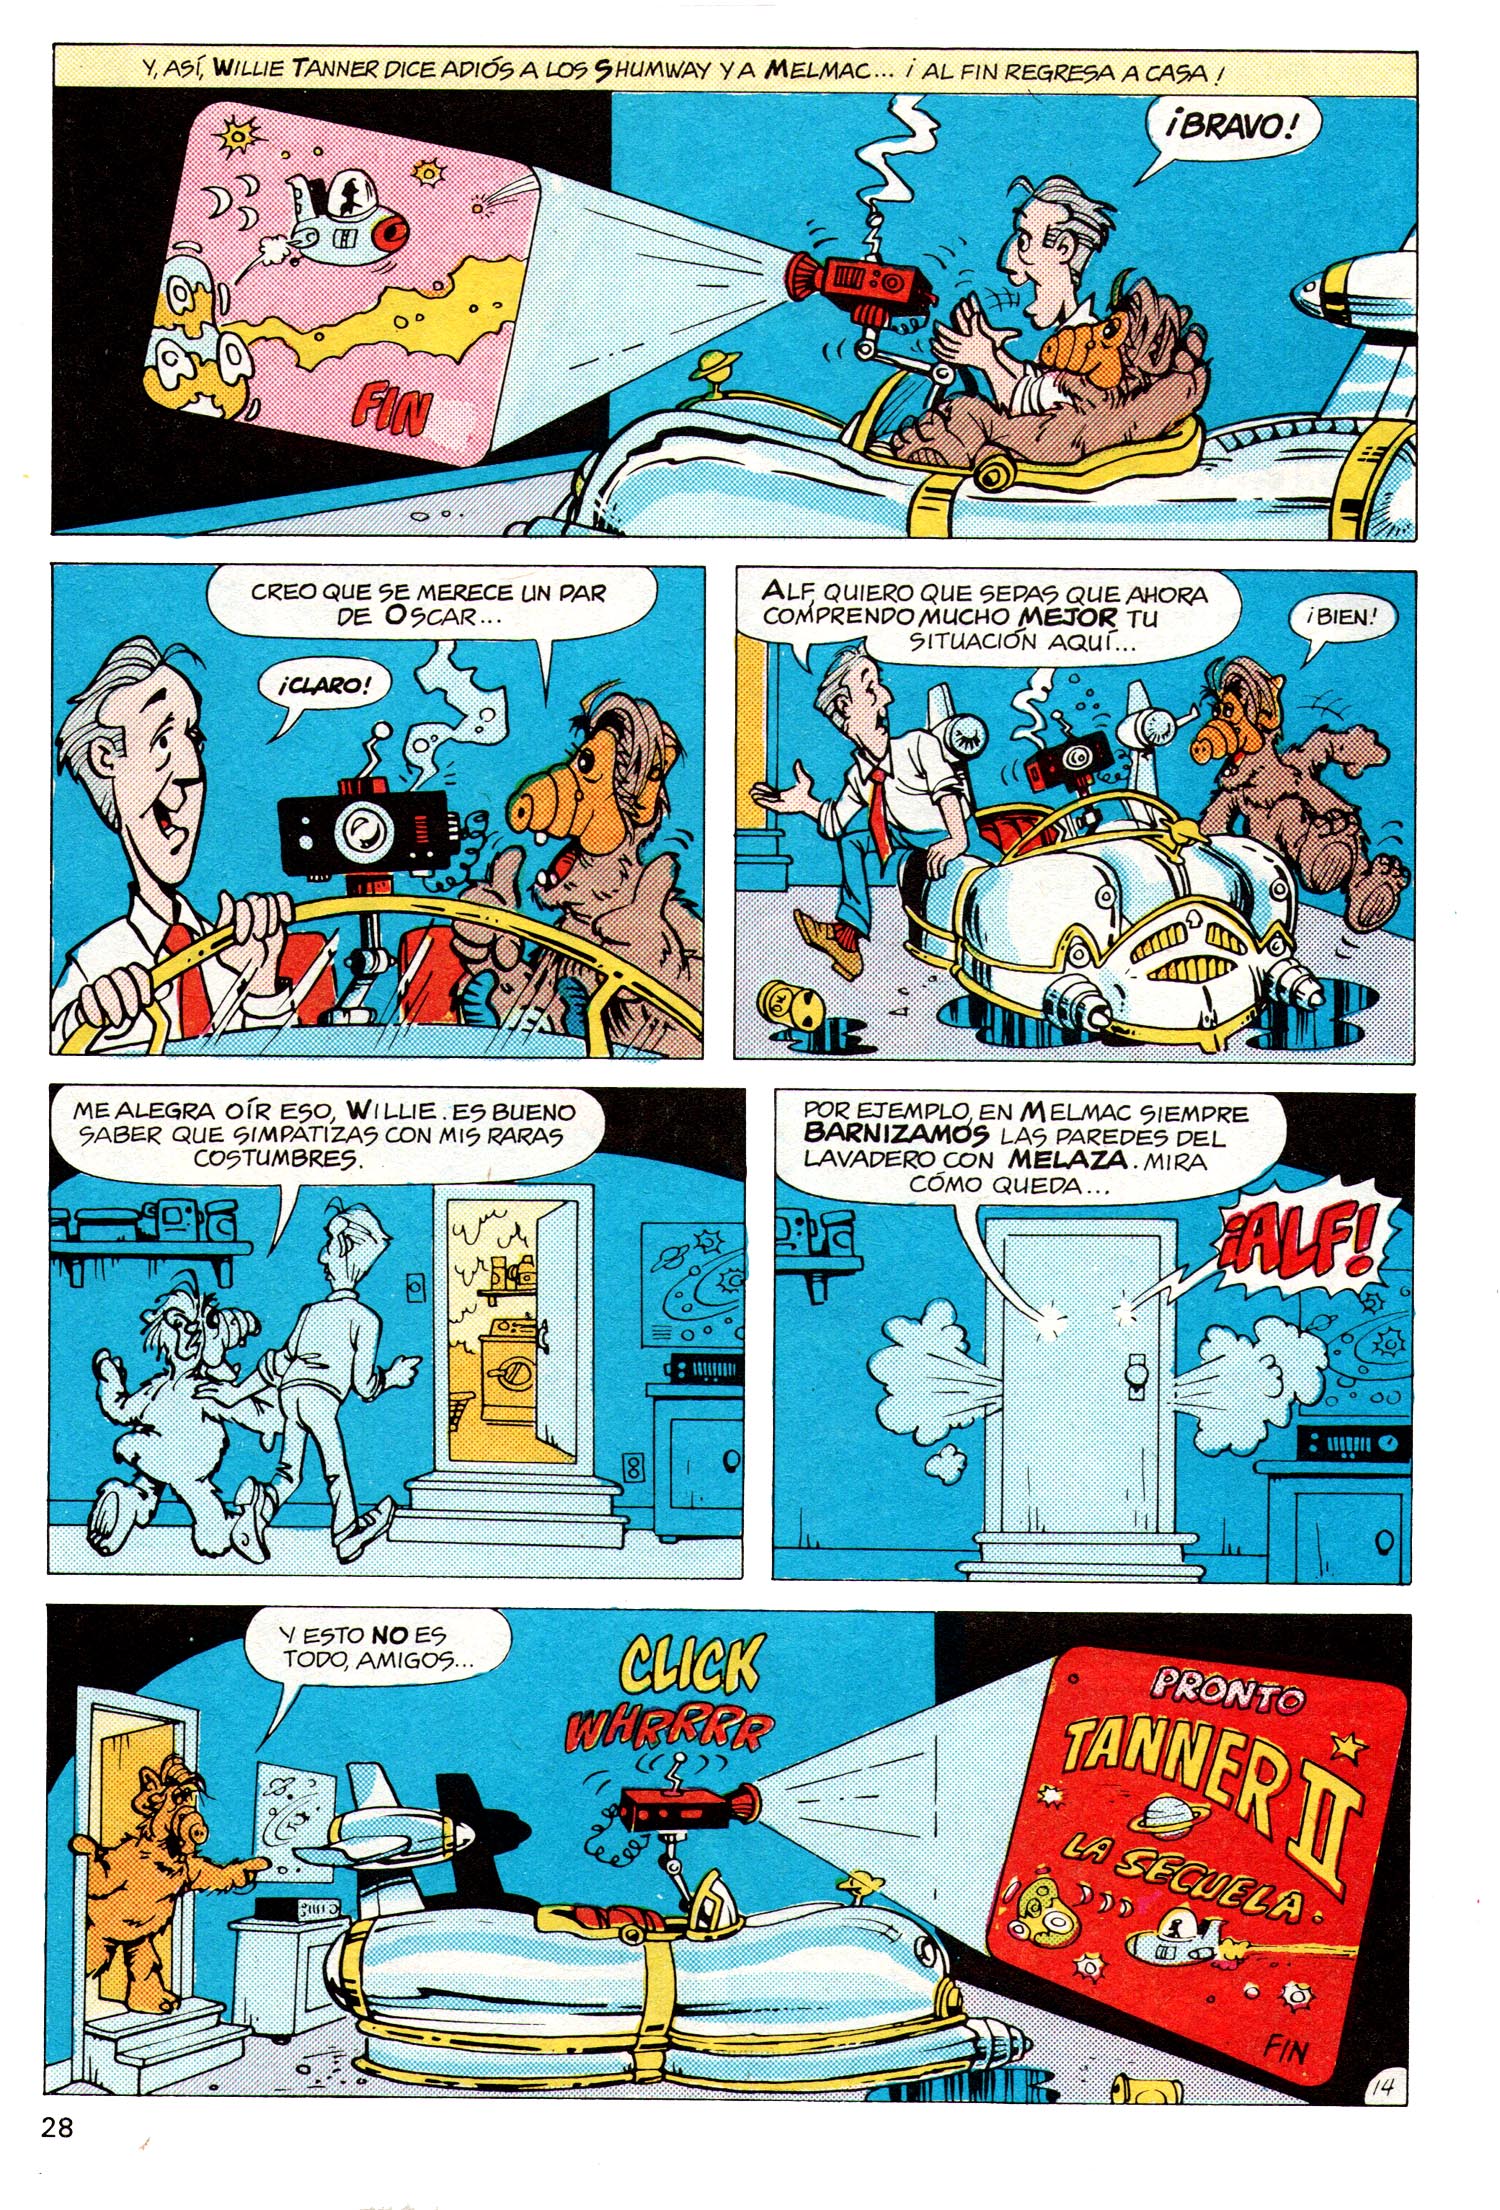 Y, ASÍ, WILLIE TANNER DICE ADIÓS A LOS SHUMWAY Y A MELMAC... ¡AL FIN REGRESA A CASA!
¡BRAVO!
FIN
CREO QUE SE MERECE UN PAR
DE OSCAR...
¡CLARO!
ALF, QUIERO QUE SEPAS QUE AHORA
COMPRENDO MUCHO MEJOR TU
SITUACIÓN AQUÍ...
¡BIEN!
ME ALEGRA OÍR ESO, WILLIE. ES BUENO
SABER QUE SIMPATIZAS CON MIS RARAS
COSTUMBRES.
POR EJEMPLO, EN MELMAC SIEMPRE
BARNIZAMOS LAS PAREDES DEL
LAVADERO CON MELAZA. MIRA
CÓMO QUEDA...
¡ALF!
Y ESTO NO ES
TODO, AMIGOS...
CLICK
WHRRRR
PRONTO
TANNER II
LA SECUELA.
FIN
14
28